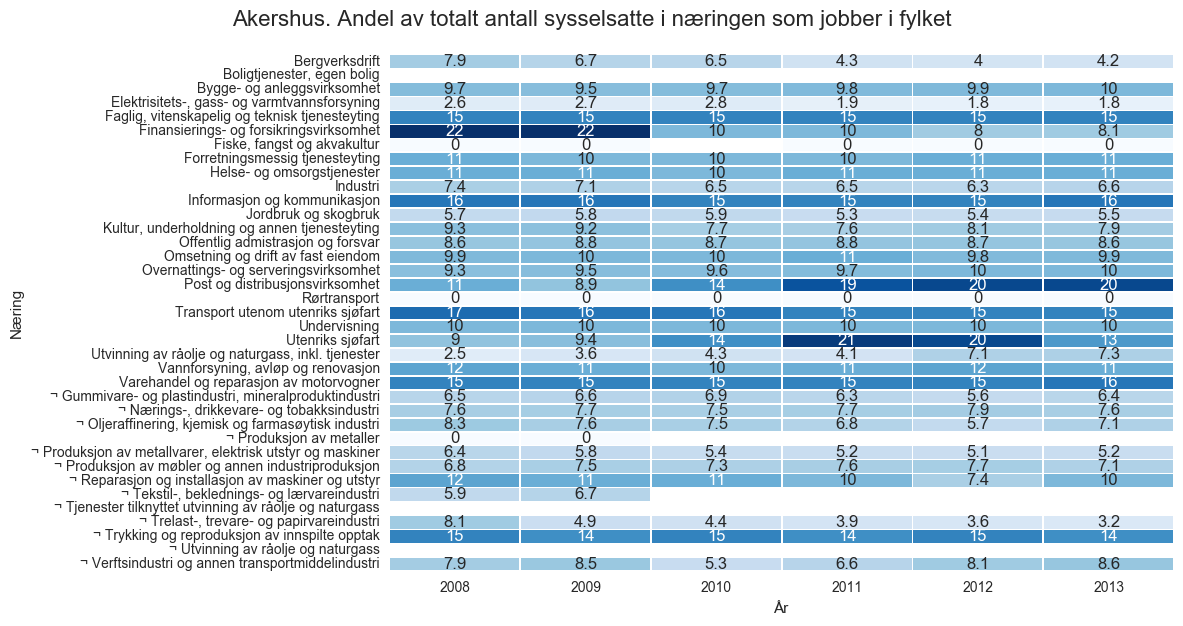 Akershus. Andel av totalt antall sysselsatte i næringen som jobber i fylket
Næring
Bergverksdrift 7.9 6.7 6.5 4.3 4 4.2
Boligtjenester, egen bolig
Bygge- og anleggsvirksomhet 9.7 9.5 9.7 9.8 9.9 10
Elektrisitets-, gass- og varmtvannsforsyning 2.6 2.7 2.8 1.9 1.8 1.8
Faglig, vitenskapelig og teknisk tjenesteyting 15 15 15 15 15 15
Finansierings- og forsikringsvirksomhet 22 22 10 10 8 8.1
Fiske, fangst og akvakultur 0 0 0 0 0
Forretningsmessig tjenesteyting 11 10 10 10 11 11
Helse- og omsorgstjenester 11 11 10 11 11 11
Industri 7.4 7.1 6.5 6.5 6.3 6.6
Informasjon og kommunikasjon 16 16 15 15 15 16
Jordbruk og skogbruk 5.7 5.8 5.9 5.3 5.4 5.5
Kultur, underholdning og annen tjenesteyting 9.3 9.2 7.7 7.6 8.1 7.9
Offentlig admistrasjon og forsvar 8.6 8.8 8.7 8.8 8.7 8.6
Omsetning og drift av fast eiendom 9.9 10 10 11 9.8 9.9
Overnattings- og serveringsvirksomhet 9.3 9.5 9.6 9.7 10 10
Post og distribusjonsvirksomhet 11 8.9 14 19 20 20
Rørtransport 0 0 0 0 0 0
Transport utenom utenriks sjøfart 17 16 16 15 15 15
Undervisning 10 10 10 10 10 10
Utenriks sjøfart 9 9.4 14 21 20 13
Utvinning av råolje og naturgass, inkl. tjenester 2.5 3.6 4.3 4.1 7.1 7.3
Vannforsyning, avløp og renovasjon 12 11 10 11 12 11
Varehandel og reparasjon av motorvogner 15 15 15 15 15 16
¬ Gummivare- og plastindustri, mineralproduktindustri 6.5 6.6 6.9 6.3 5.6 6.4
¬ Nærings-, drikkevare- og tobakksindustri 7.6 7.7 7.5 7.7 7.9 7.6
¬ Oljeraffinering, kjemisk og farmasøytisk industri 8.3 7.6 7.5 6.8 5.7 7.1
¬ Produksjon av metaller 0 0
¬ Produksjon av metallvarer, elektrisk utstyr og maskiner 6.4 5.8 5.4 5.2 5.1 5.2
¬ Produksjon av møbler og annen industriproduksjon 6.8 7.5 7.3 7.6 7.7 7.1
¬ Reparasjon og installasjon av maskiner og utstyr 12 11 11 10 7.4 10
¬ Tekstil-, beklednings- og lærvareindustri 5.9 6.7
¬ Tjenester tilknyttet utvinning av råolje og naturgass
¬ Trelast-, trevare- og papirvareindustri 8.1 4.9 4.4 3.9 3.6 3.2
¬ Trykking og reproduksjon av innspilte opptak 15 14 15 14 15 14
¬ Utvinning av råolje og naturgass
¬ Verftsindustri og annen transportmiddelindustri 7.9 8.5 5.3 6.6 8.1 8.6
2008 2009 2010 2011 2012 2013
År